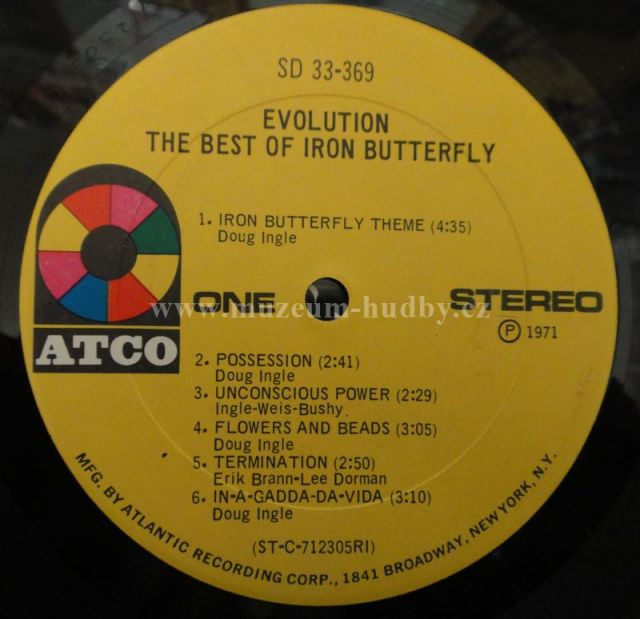 SD 33-369
EVOLUTION
THE BEST OF IRON BUTTERFLY
1. IRON BUTTERFLY THEME (4:35)
Doug Ingle
ONE
STEREO
www.muzeum-hudby.cz
ATCO
℗ 1971
2. POSSESSION (2:41)
Doug Ingle
3. UNCONSCIOUS POWER (2:29)
Ingle-Weis-Bushy
4. FLOWERS AND BEADS (3:05)
Doug Ingle
5. TERMINATION (2:50)
Erik Brann-Lee Dorman
6. IN-A-GADDA-DA-VIDA (3:10)
Doug Ingle
(ST-C-712305RI)
MFG. BY ATLANTIC RECORDING CORP., 1841 BROADWAY, NEW YORK, N.Y.